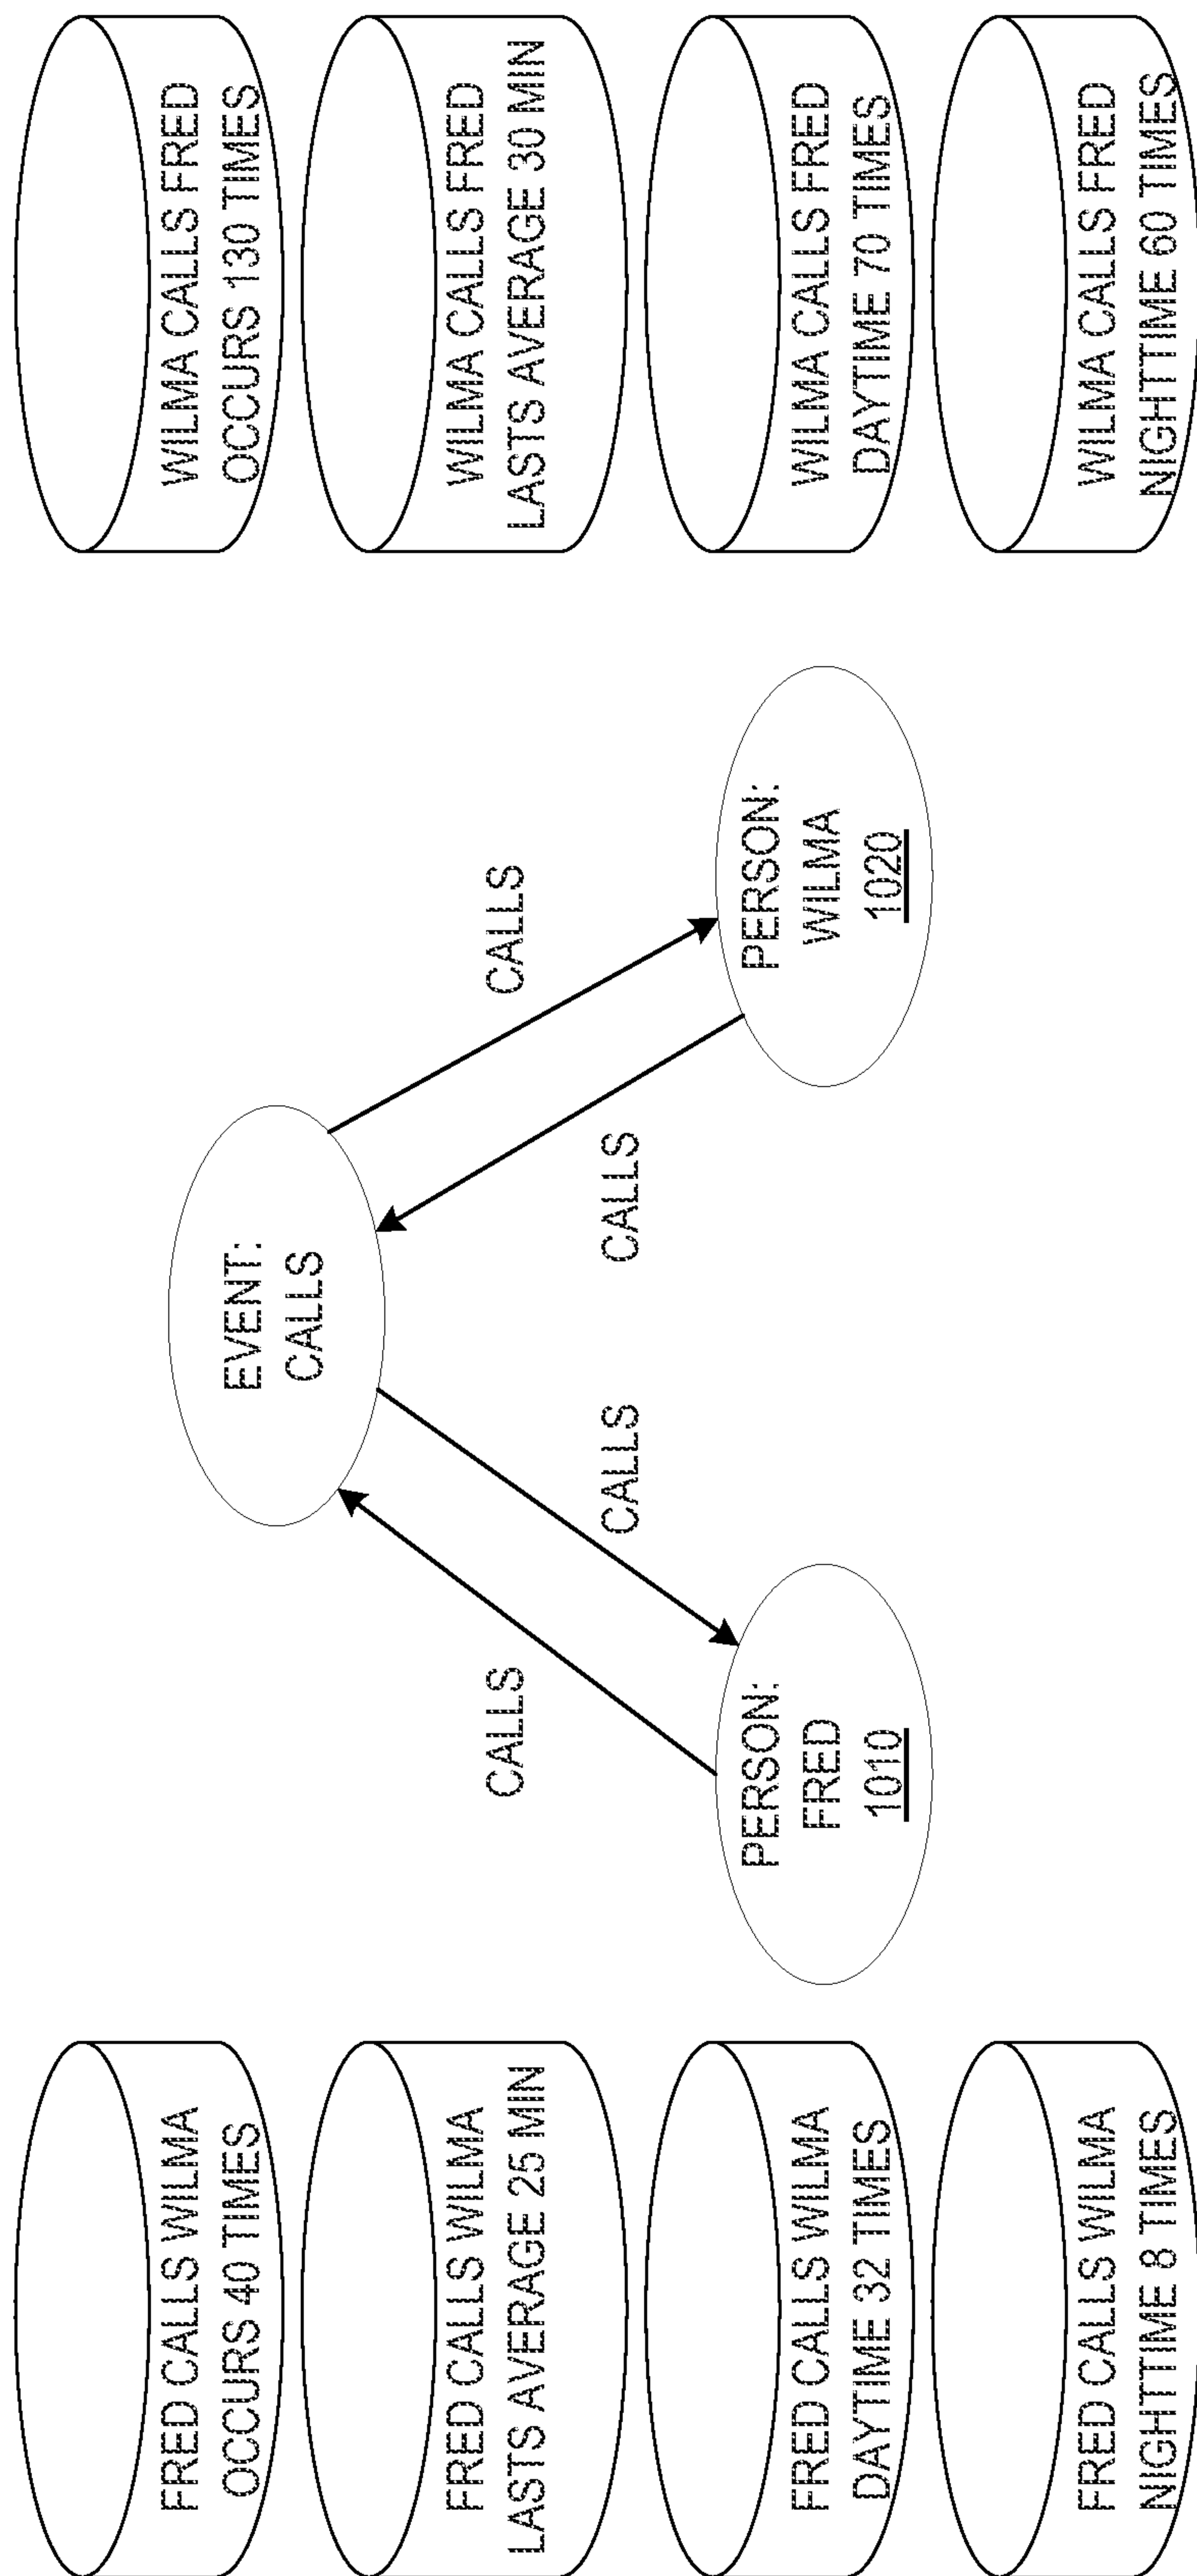 FRED CALLS WILMA
OCCURS 40 TIMES
FRED CALLS WILMA
LASTS AVERAGE 25 MIN
FRED CALLS WILMA
DAYTIME 32 TIMES
FRED CALLS WILMA
NIGHTTIME 8 TIMES
EVENT:
CALLS
CALLS
CALLS
CALLS
CALLS
PERSON:
FRED
1010
PERSON:
WILMA
1020
WILMA CALLS FRED
OCCURS 130 TIMES
WILMA CALLS FRED
LASTS AVERAGE 30 MIN
WILMA CALLS FRED
DAYTIME 70 TIMES
WILMA CALLS FRED
NIGHTTIME 60 TIMES